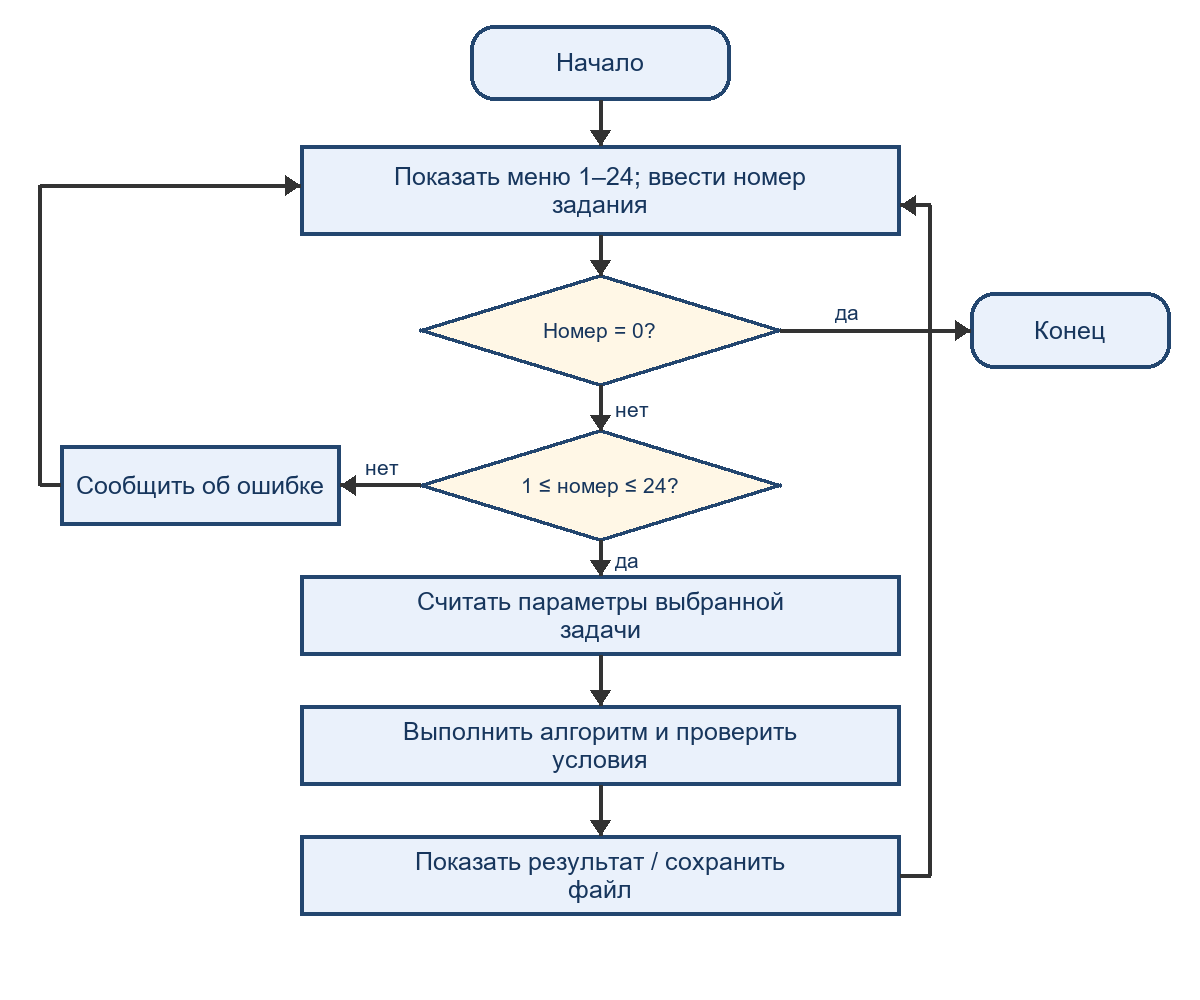 Начало
Показать меню 1–24; ввести номер
задания
Номер = 0?
да
Конец
нет
1 ≤ номер ≤ 24?
нет
Сообщить об ошибке
да
Считать параметры выбранной
задачи
Выполнить алгоритм и проверить
условия
Показать результат / сохранить
файл